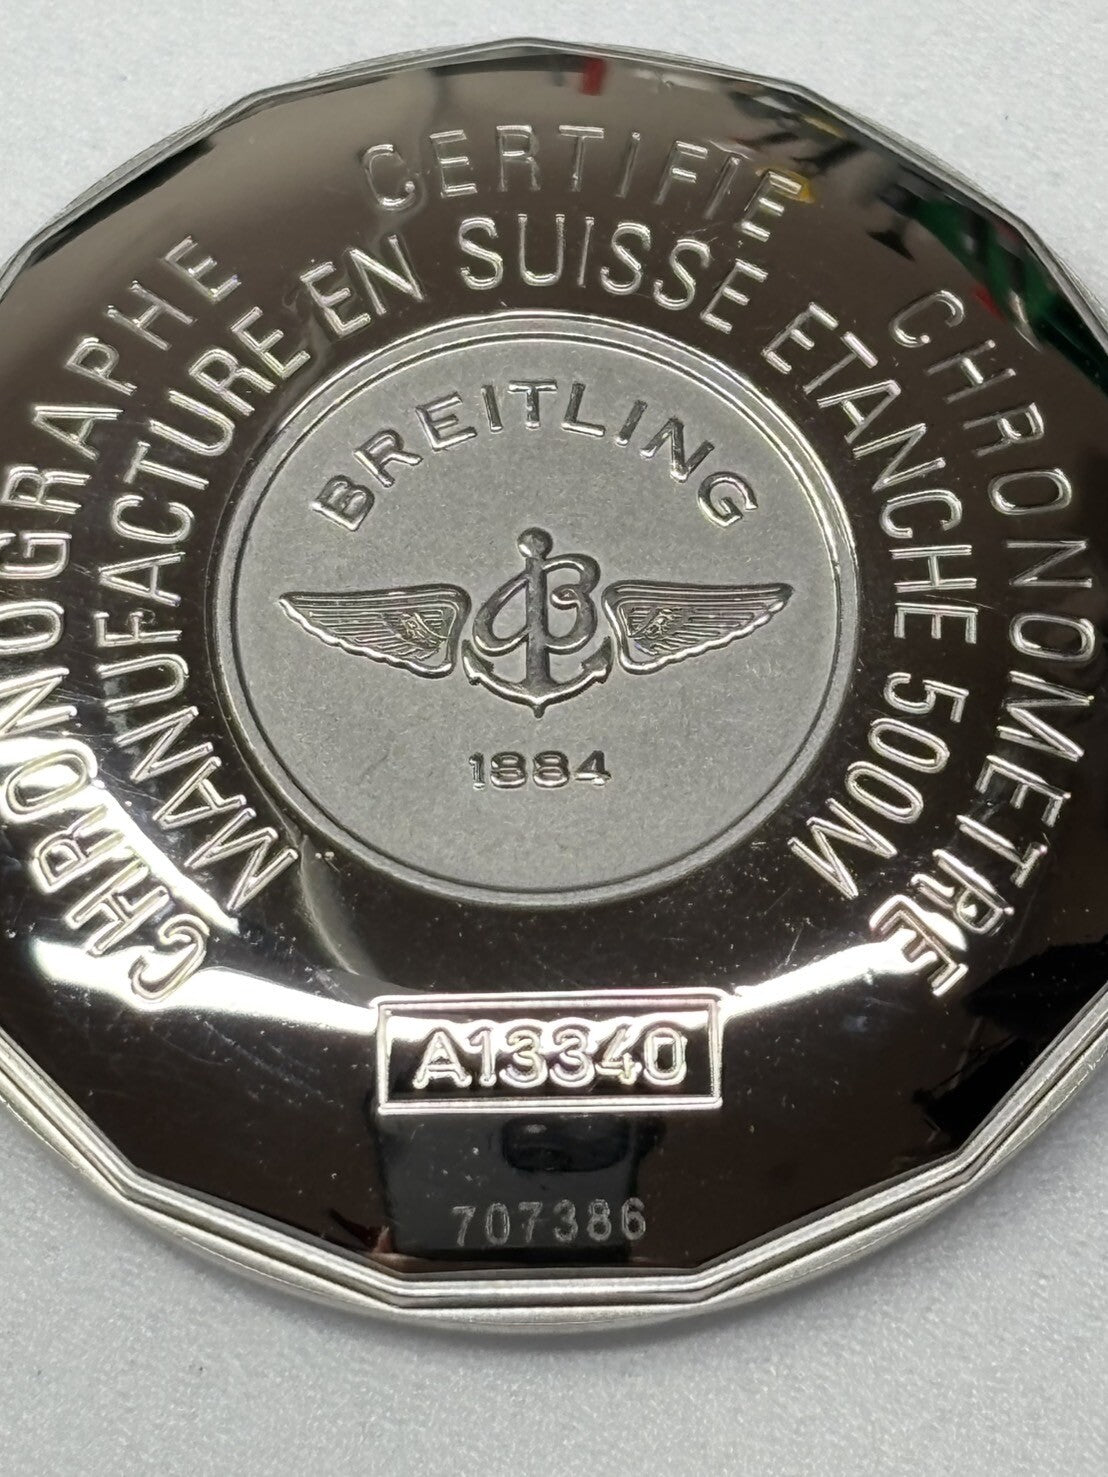 CHRONOGRAPHE CERTIFIE CHRONOMETRE
MANUFACTURE EN SUISSE ETANCHE 500M
BREITLING
B
1884
A13340
707386